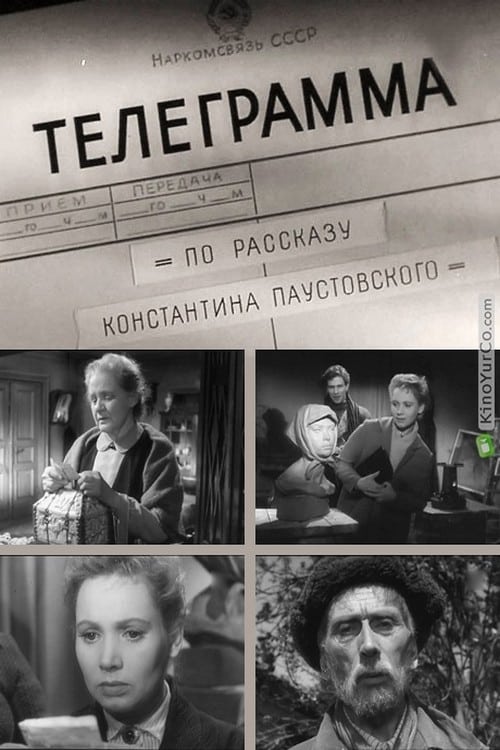 НАРКОМСВЯЗЬ СССР
ТЕЛЕГРАММА
ПРИЕМ
ПЕРЕДАЧА
го ч м
го ч м
= ПО РАССКАЗУ
КОНСТАНТИНА ПАУСТОВСКОГО =
KinoYurCo.com